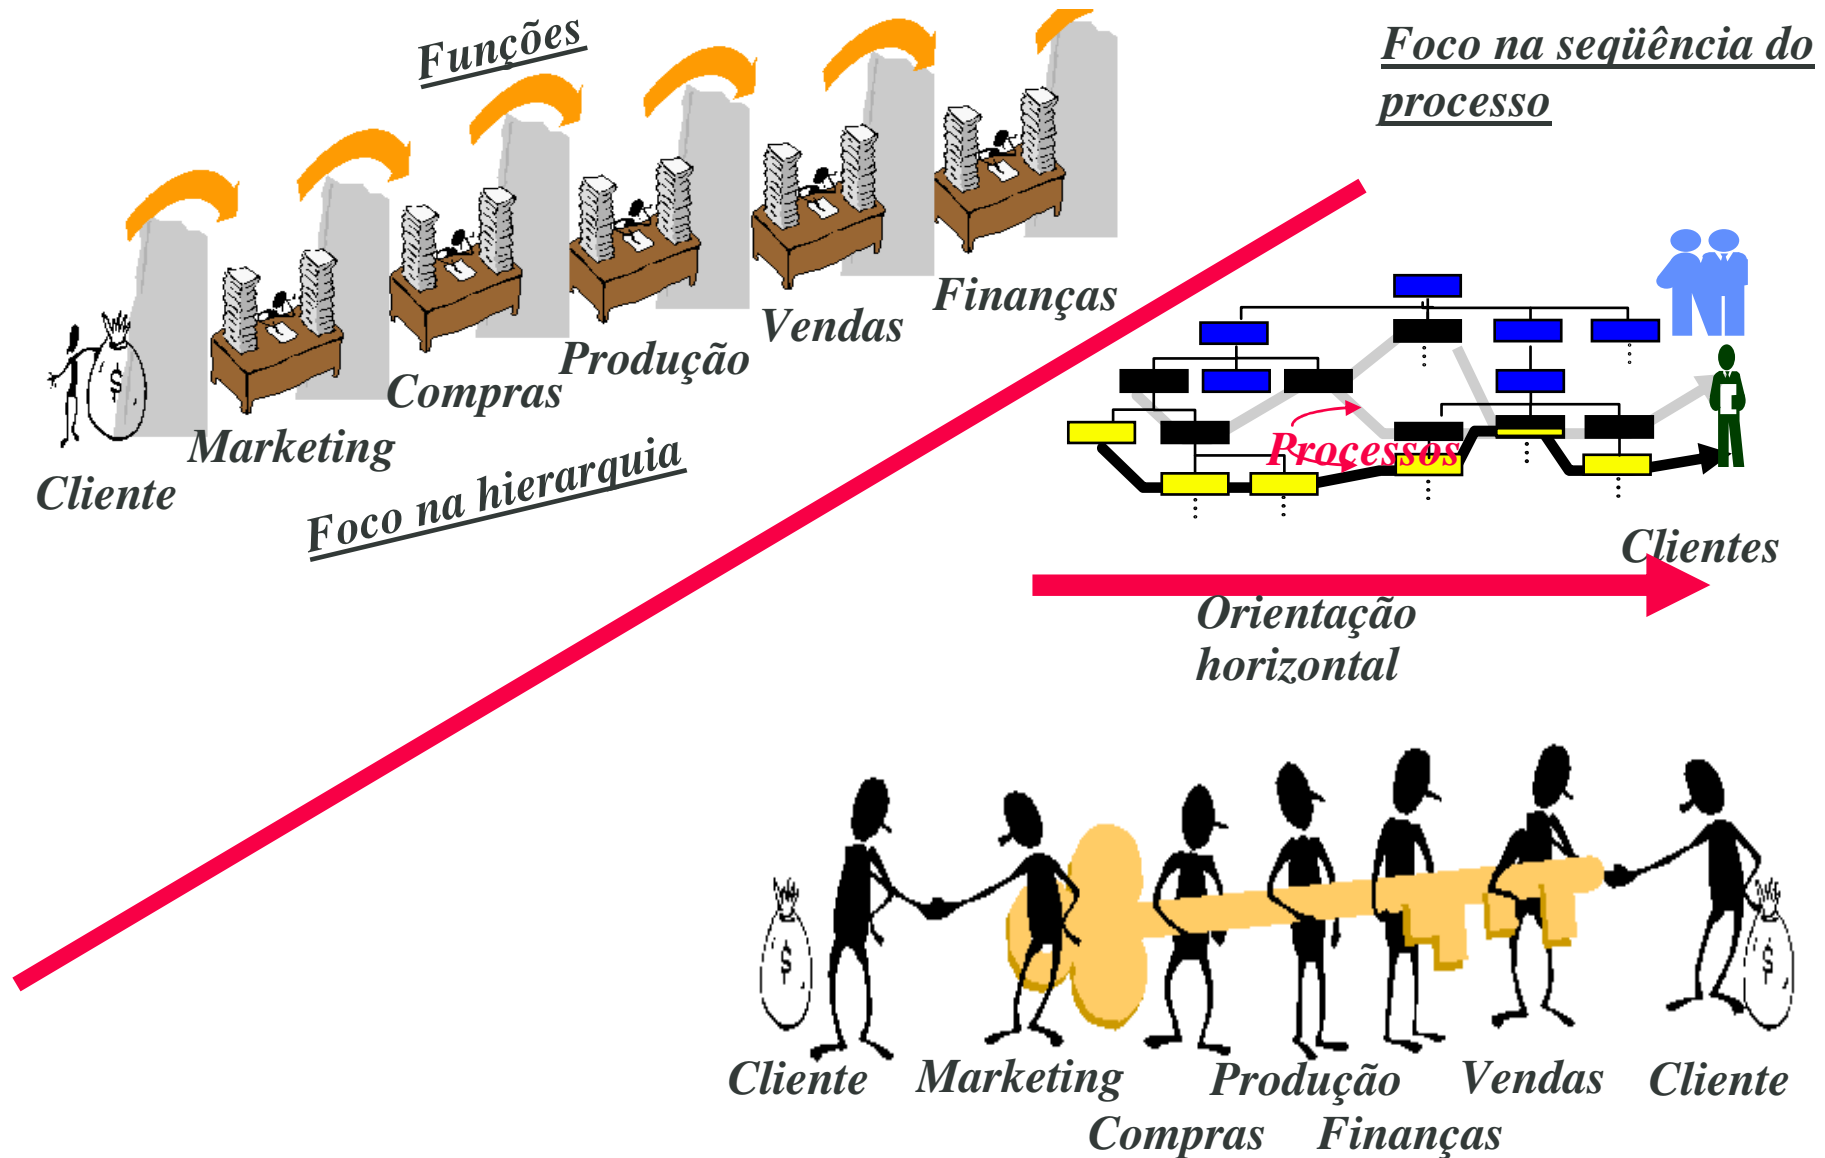 Funções
Foco na seqüência do
processo
Finanças
Vendas
Produção
Compras
Marketing
Cliente
Foco na hierarquia
Processos
Clientes
Orientação
horizontal
$
$
$
Cliente Marketing Produção Vendas Cliente
Compras Finanças